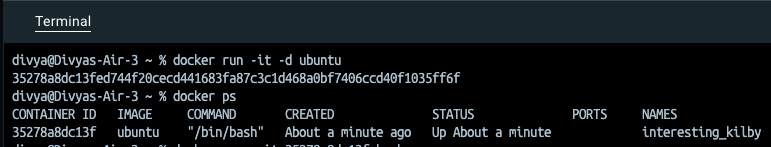 Terminal
divya@Divyas-Air-3 ~ % docker run -it -d ubuntu
35278a8dc13fed744f20cecd441683fa87c3c1d468a0bf7406ccd40f1035ff6f
divya@Divyas-Air-3 ~ % docker ps
CONTAINER ID IMAGE COMMAND CREATED STATUS PORTS NAMES
35278a8dc13f ubuntu "/bin/bash" About a minute ago Up About a minute interesting_kilby